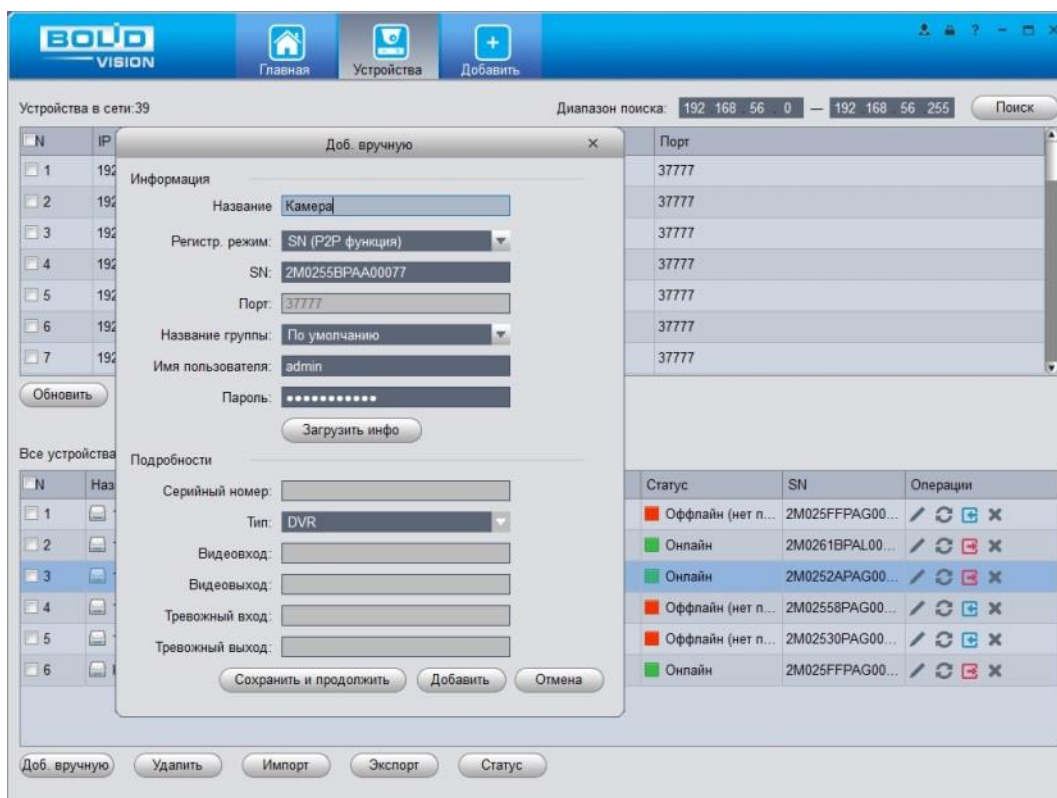 BOLID
VISION
Главная
Устройства
Добавить
?
Устройства в сети:39
Диапазон поиска: 192 168 56 . 0 — 192 168 56 255 Поиск
N IP Порт
1 192 37777
2 192 37777
3 192 37777
4 192 37777
5 192 37777
6 192 37777
7 192 37777
Обновить
Доб. вручную
Информация
Название Камера
Регистр. режим: SN (P2P функция)
SN: 2M0255BPAA00077
Порт: 37777
Название группы: По умолчанию
Имя пользователя: admin
Пароль: •••••••••••
Загрузить инфо
Подробности
Серийный номер:
Тип: DVR
Видеовход:
Видеовыход:
Тревожный вход:
Тревожный выход:
Сохранить и продолжить Добавить Отмена
Все устройства
N Наз Статус SN Операции
1 Оффлайн (нет п... 2M025FFPAG00...
2 Онлайн 2M0261BPAL00...
3 Онлайн 2M0252APAG00...
4 Оффлайн (нет п... 2M02558PAG00...
5 Оффлайн (нет п... 2M02530PAG00...
6 Онлайн 2M025FFPAG00...
Доб. вручную Удалить Импорт Экспорт Статус